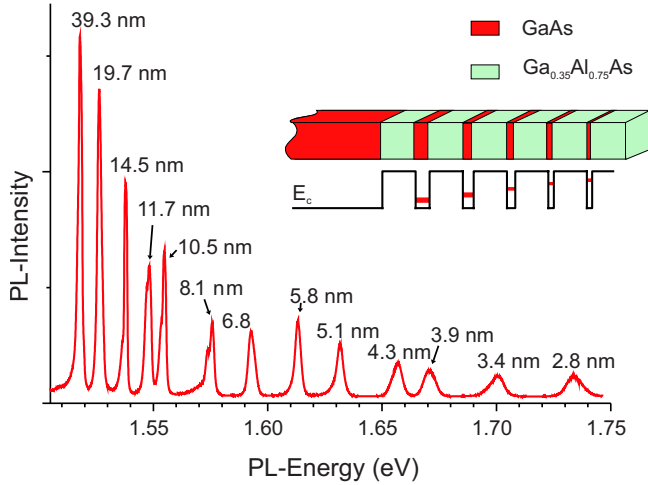 39.3 nm
19.7 nm
14.5 nm
11.7 nm
10.5 nm
8.1 nm
6.8
5.8 nm
5.1 nm
4.3 nm
3.9 nm
3.4 nm
2.8 nm
GaAs
Ga0.35Al0.75As
Ec
PL-Intensity
1.55
1.60
1.65
1.70
1.75
PL-Energy (eV)